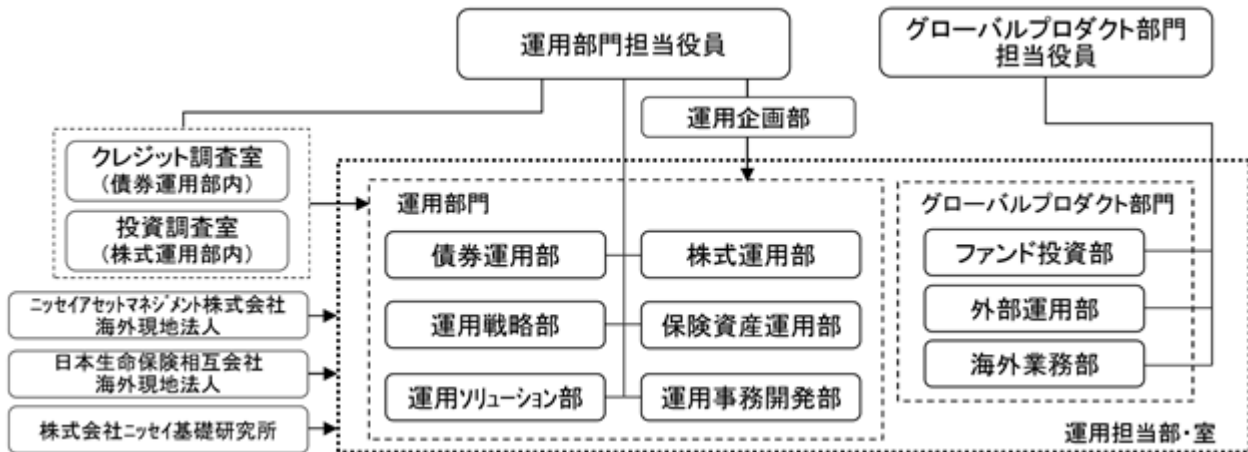 運用部門担当役員
グローバルプロダクト部門
担当役員
運用企画部
クレジット調査室
（債券運用部内）
投資調査室
（株式運用部内）
運用部門
債券運用部
株式運用部
運用戦略部
保険資産運用部
運用ソリューション部
運用事務開発部
グローバルプロダクト部門
ファンド投資部
外部運用部
海外業務部
ニッセイアセットマネジメント株式会社
海外現地法人
日本生命保険相互会社
海外現地法人
株式会社ニッセイ基礎研究所
運用担当部・室